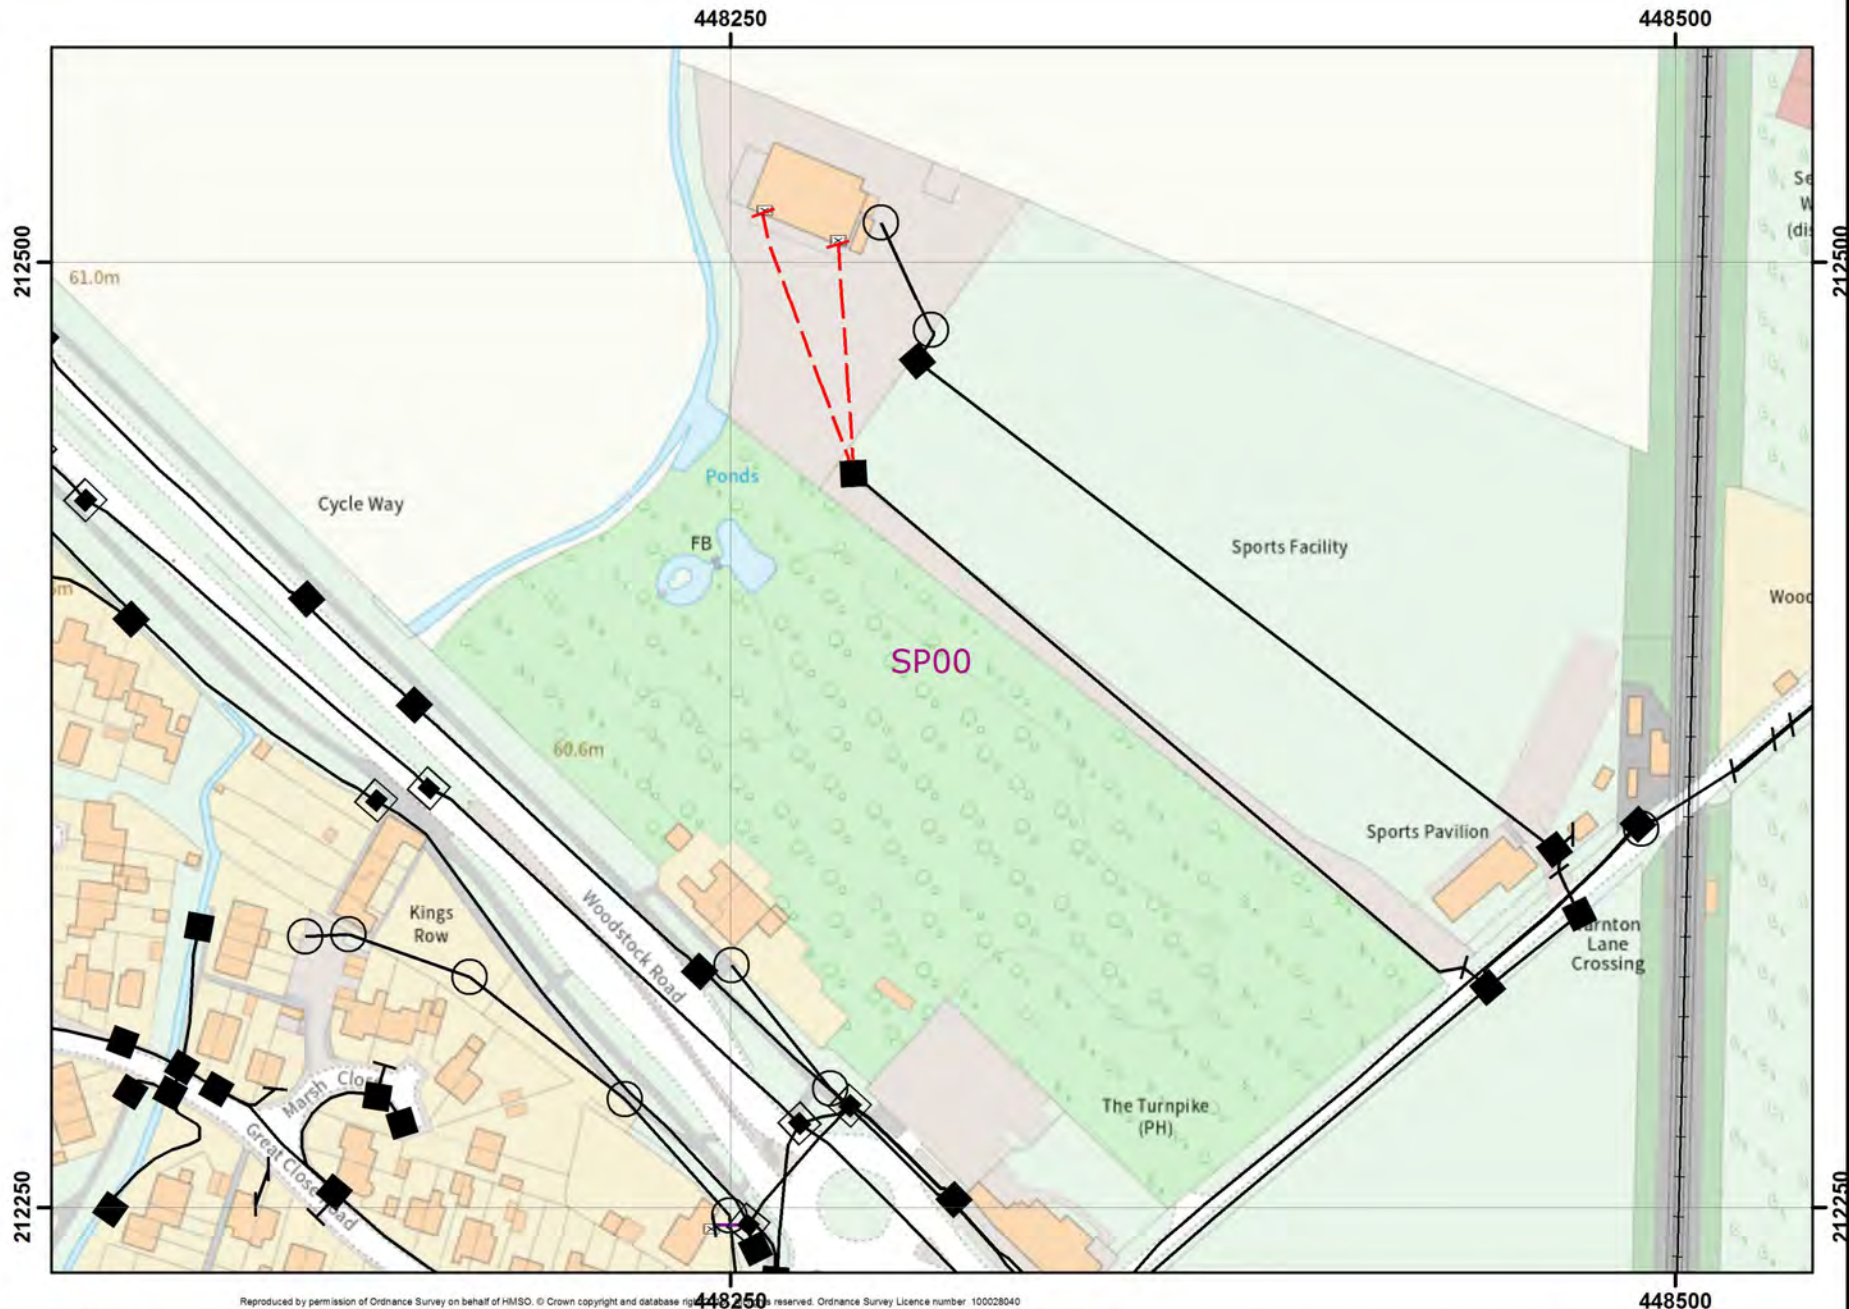 448250
448500
Se
W
(dis
212500
212500
61.0m
Cycle Way
Ponds
FB
Sports Facility
Wood
SP00
60.6m
Sports Pavilion
Kings
Row
Woodstock Road
Lane
Crossing
Marsh
The Turnpike
(PH)
Great Close Road
212250
212250
448250
448500
Reproduced by permission of Ordnance Survey on behalf of HMSO. © Crown copyright and database reserved. Ordnance Survey Licence number 100028040